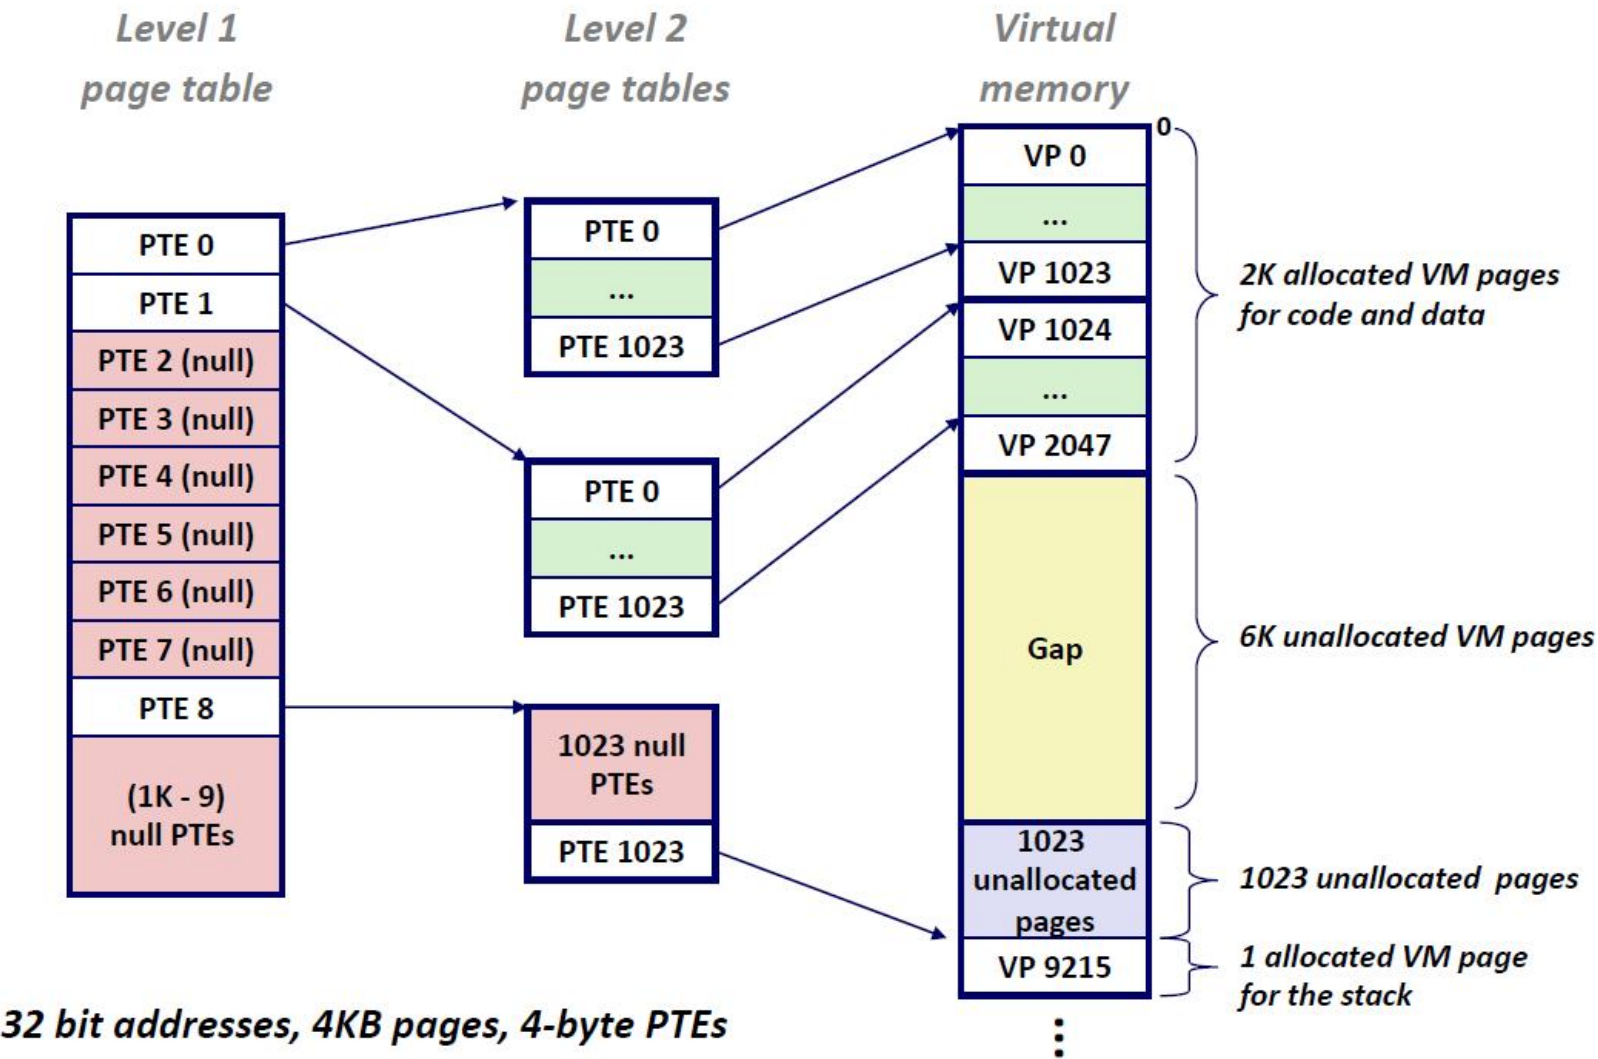 Level 1
page table
Level 2
page tables
Virtual
memory
PTE 0
PTE 1
PTE 2 (null)
PTE 3 (null)
PTE 4 (null)
PTE 5 (null)
PTE 6 (null)
PTE 7 (null)
PTE 8
(1K - 9)
null PTEs
PTE 0
...
PTE 1023
PTE 0
...
PTE 1023
1023 null
PTEs
PTE 1023
0
VP 0
...
VP 1023
VP 1024
...
VP 2047
Gap
1023
unallocated
pages
VP 9215
2K allocated VM pages
for code and data
6K unallocated VM pages
1023 unallocated pages
1 allocated VM page
for the stack
32 bit addresses, 4KB pages, 4-byte PTEs